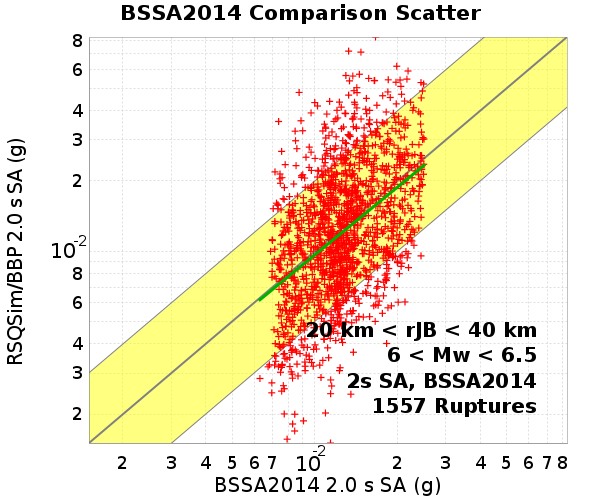 BSSA2014 Comparison Scatter
RSQSim/BBP 2.0 s SA (g)
8
6
4
3
2
10-2
8
6
4
3
2
20 km < rJB < 40 km
6 < Mw < 6.5
2s SA, BSSA2014
1557 Ruptures
2 3 4 5 6 7 10-2 2 3 4 5 6 7 8
BSSA2014 2.0 s SA (g)